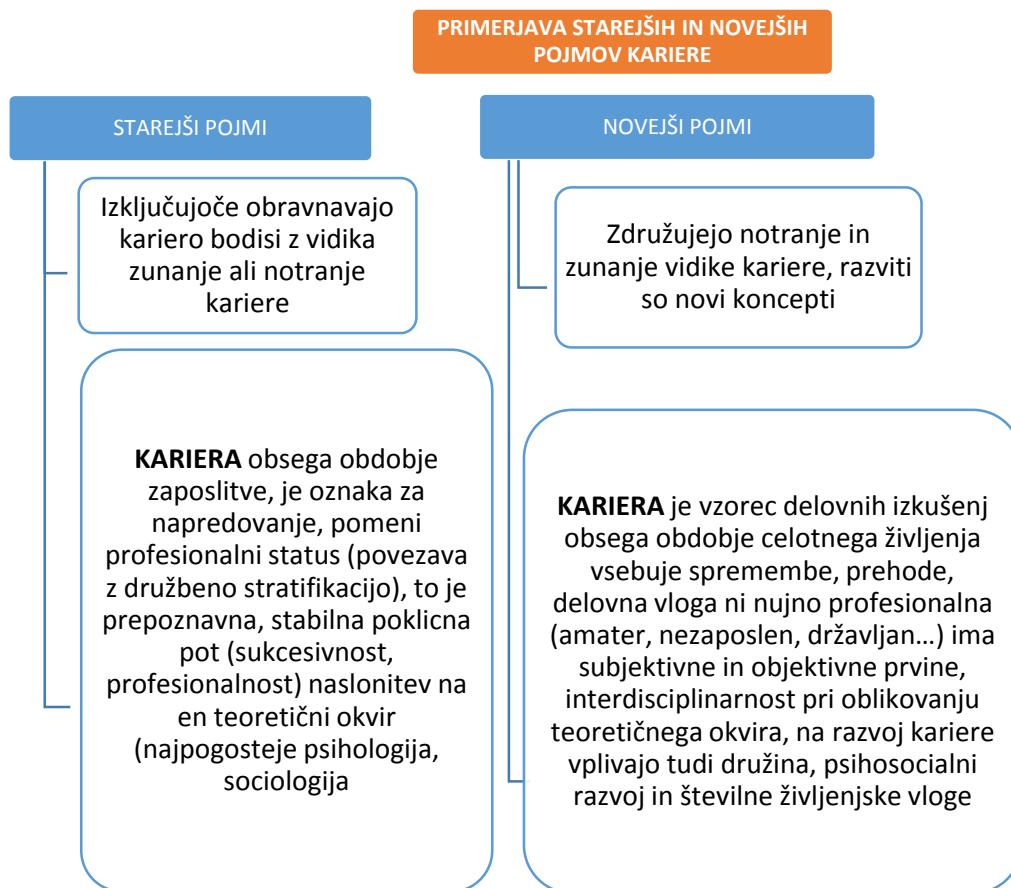 PRIMERJAVA STAREJŠIH IN NOVEJŠIH
POJMOV KARIERE
STAREJŠI POJMI
Izključujoče obravnavajo
kariero bodisi z vidika
zunanje ali notranje
kariere
KARIERA obsega obdobje
zaposlitve, je oznaka za
napredovanje, pomeni
profesionalni status (povezava
z družbeno stratifikacijo), to je
prepoznavna, stabilna poklicna
pot (sukcesivnost,
profesionalnost) naslonitev na
en teoretični okvir
(najpogosteje psihologija,
sociologija
NOVEJŠI POJMI
Združujejo notranje in
zunanje vidike kariere, razviti
so novi koncepti
KARIERA je vzorec delovnih izkušenj
obsega obdobje celotnega življenja
vsebuje spremembe, prehode,
delovna vloga ni nujno profesionalna
(amater, nezaposlen, državljan…) ima
subjektivne in objektivne prvine,
interdisciplinarnost pri oblikovanju
teoretičnega okvira, na razvoj kariere
vplivajo tudi družina, psihosocialni
razvoj in številne življenjske vloge